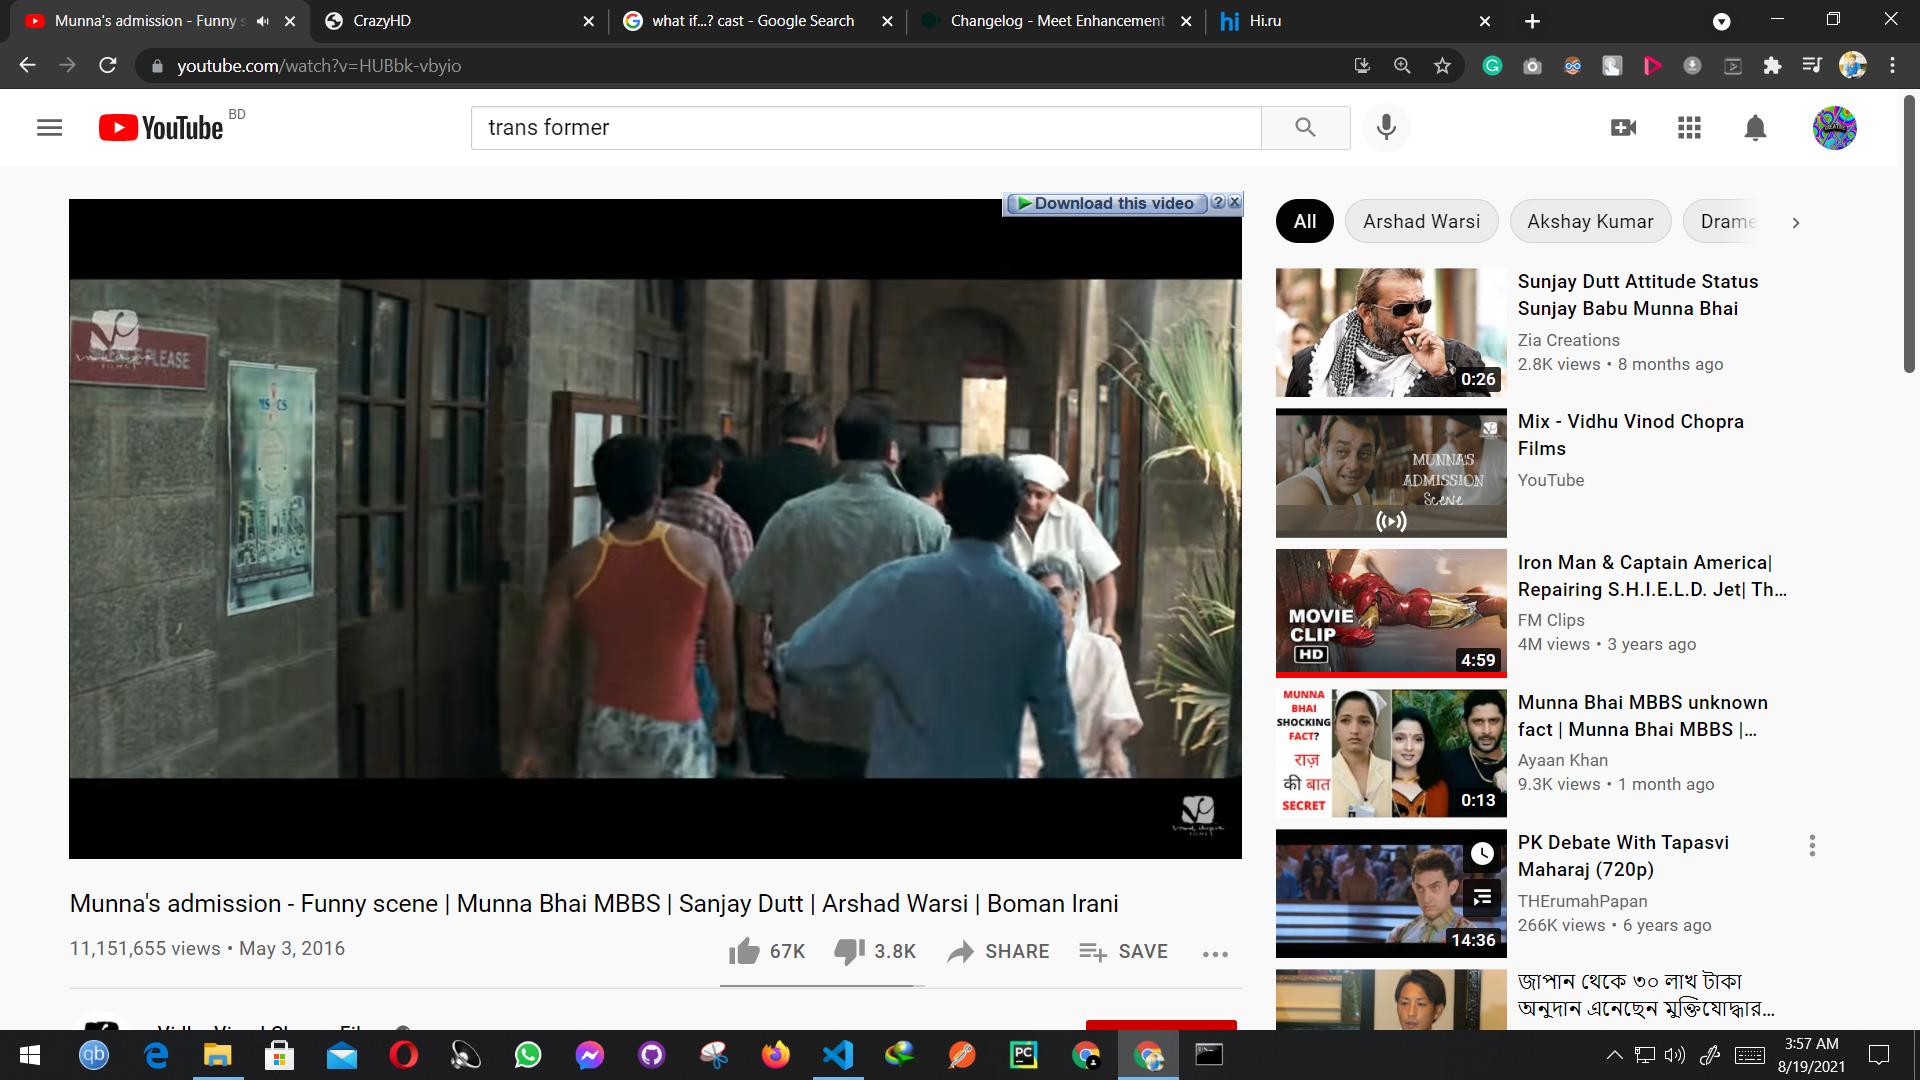 Munna's admission - Funny s
CrazyHD
what if...? cast - Google Search
Changelog - Meet Enhancement
hi Hi.ru
youtube.com/watch?v=HUBbk-vbyio
YouTube BD
trans former
Download this video ? x
All
Arshad Warsi
Akshay Kumar
Drame
PLEASE
Sunjay Dutt Attitude Status
Sunjay Babu Munna Bhai
Zia Creations
2.8K views • 8 months ago
0:26
Mix - Vidhu Vinod Chopra
Films
YouTube
MUNNA'S
ADMISSION
Scene
Iron Man & Captain America|
Repairing S.H.I.E.L.D. Jet| Th...
FM Clips
4M views • 3 years ago
MOVIE
CLIP
HD
4:59
Munna Bhai MBBS unknown
fact | Munna Bhai MBBS |...
Ayaan Khan
9.3K views • 1 month ago
MUNNA
BHAI
SHOCKING
FACT?
राज़
की बात
SECRET
0:13
PK Debate With Tapasvi
Maharaj (720p)
THErumahPapan
266K views • 6 years ago
14:36
জাপান থেকে ৩০ লাখ টাকা
অনুদান এনেছেন মুক্তিযোদ্ধার...
Munna's admission - Funny scene | Munna Bhai MBBS | Sanjay Dutt | Arshad Warsi | Boman Irani
11,151,655 views • May 3, 2016
67K
3.8K
SHARE
SAVE
qb
PC
3:57 AM
8/19/2021